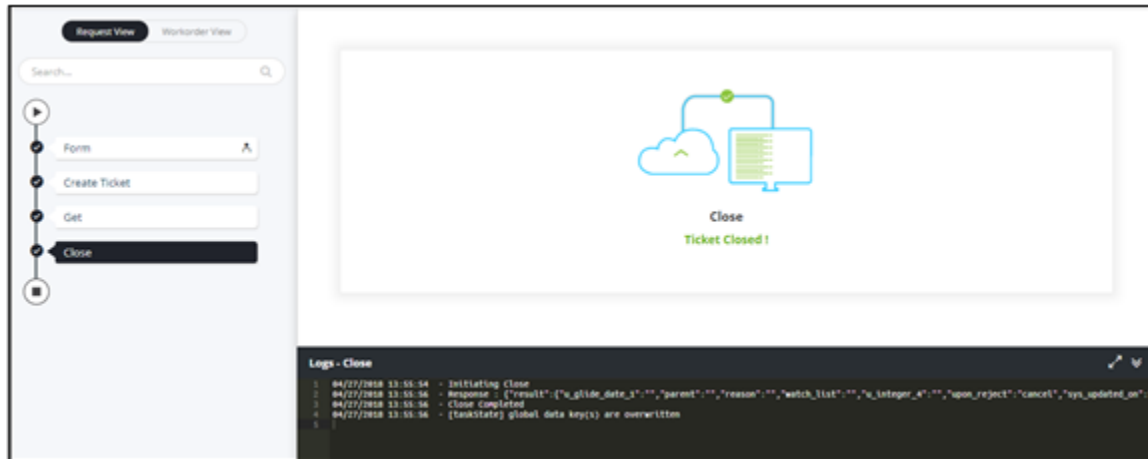 Request View Workorder View
Search...
Form
Create Ticket
Get
Close
Close
Ticket Closed !
Logs - Close
1 04/27/2018 13:55:54 - Initiating Close
2 04/27/2018 13:55:56 - Response : {"result":{"u_glide_date_1":"","parent":"","reason":"","watch_list":"","u_integer_4":"","upon_reject":"cancel","sys_updated_on":
3 04/27/2018 13:55:56 - Close Completed
4 04/27/2018 13:55:56 - [taskState] global data key(s) are overwritten
5